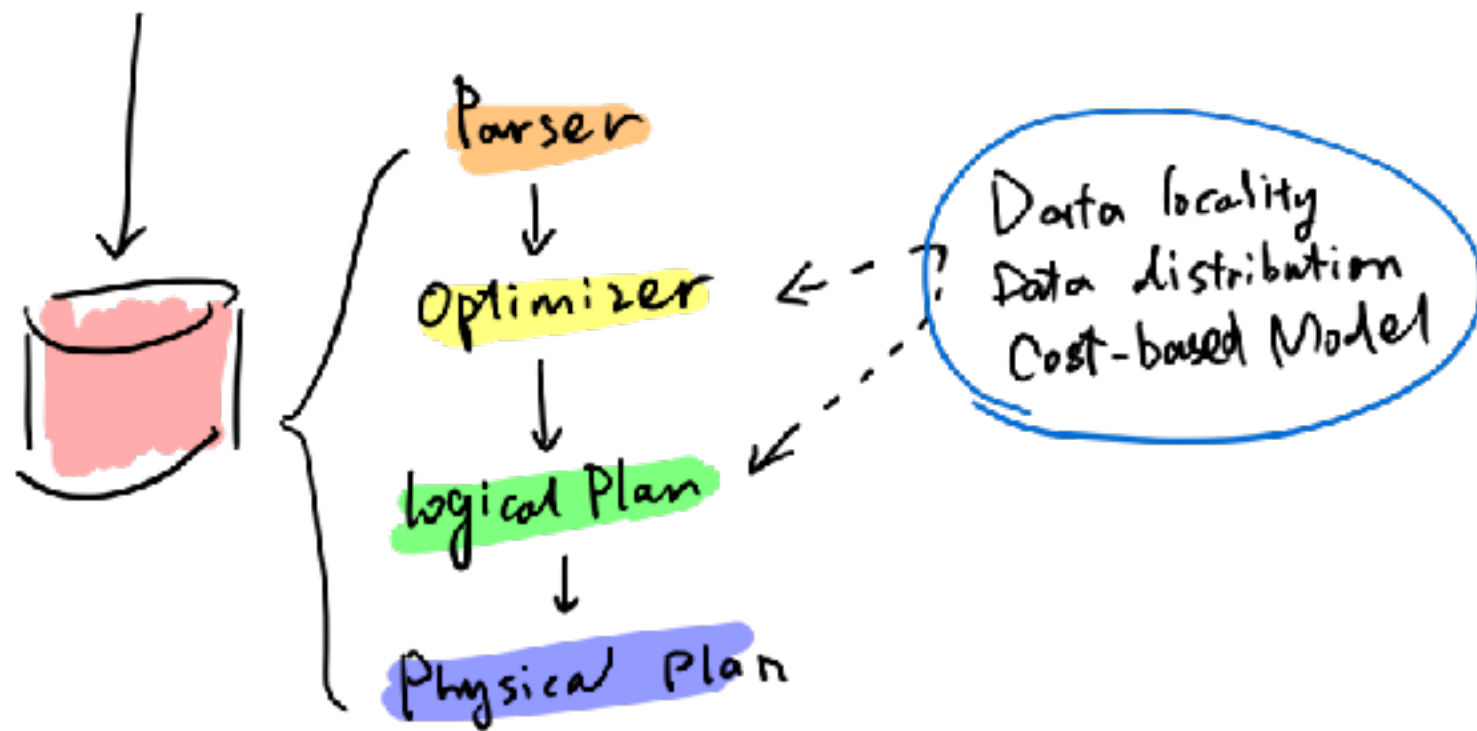 Parser
Optimizer
Logical Plan
Physical Plan
Data locality
Data distribution
Cost-based Model